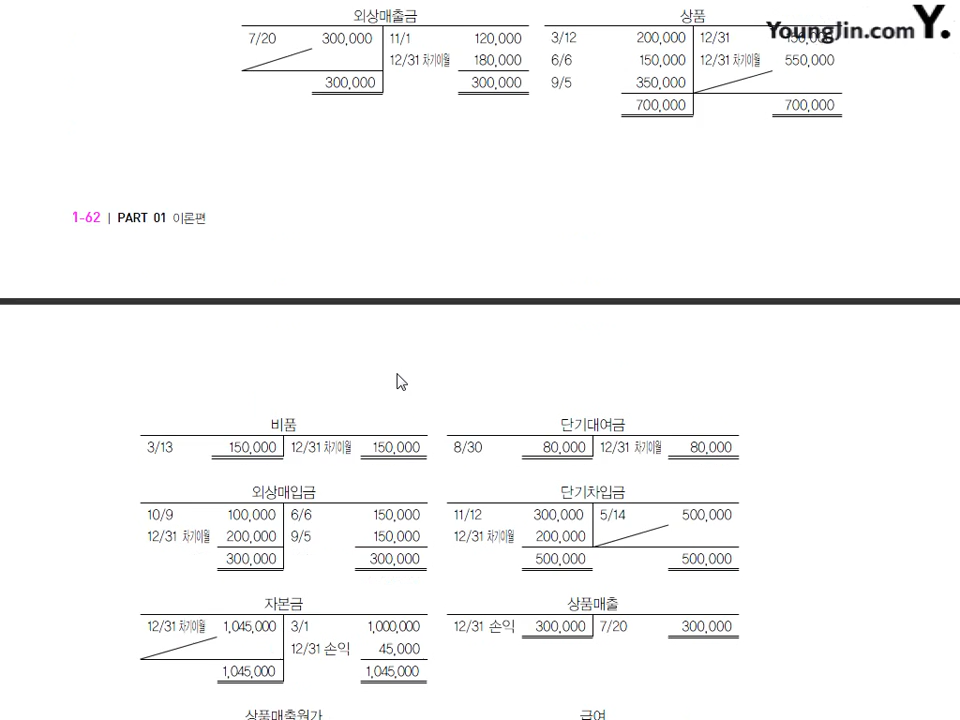 외상매출금 상품
YoungJin.com Y.
7/20 300,000 11/1 120,000 3/12 200,000 12/31
12/31 차기이월 180,000 6/6 150,000 12/31 차기이월 550,000
300,000 300,000 9/5 350,000
700,000 700,000
1-62 | PART 01 이론편
비품 단기대여금
3/13 150,000 12/31 차기이월 150,000 8/30 80,000 12/31 차기이월 80,000
외상매입금 단기차입금
10/9 100,000 6/6 150,000 11/12 300,000 5/14 500,000
12/31 차기이월 200,000 9/5 150,000 12/31 차기이월 200,000
300,000 300,000 500,000 500,000
자본금 상품매출
12/31 차기이월 1,045,000 3/1 1,000,000 12/31 손익 300,000 7/20 300,000
12/31 손익 45,000
1,045,000 1,045,000
상품매출원가 급여